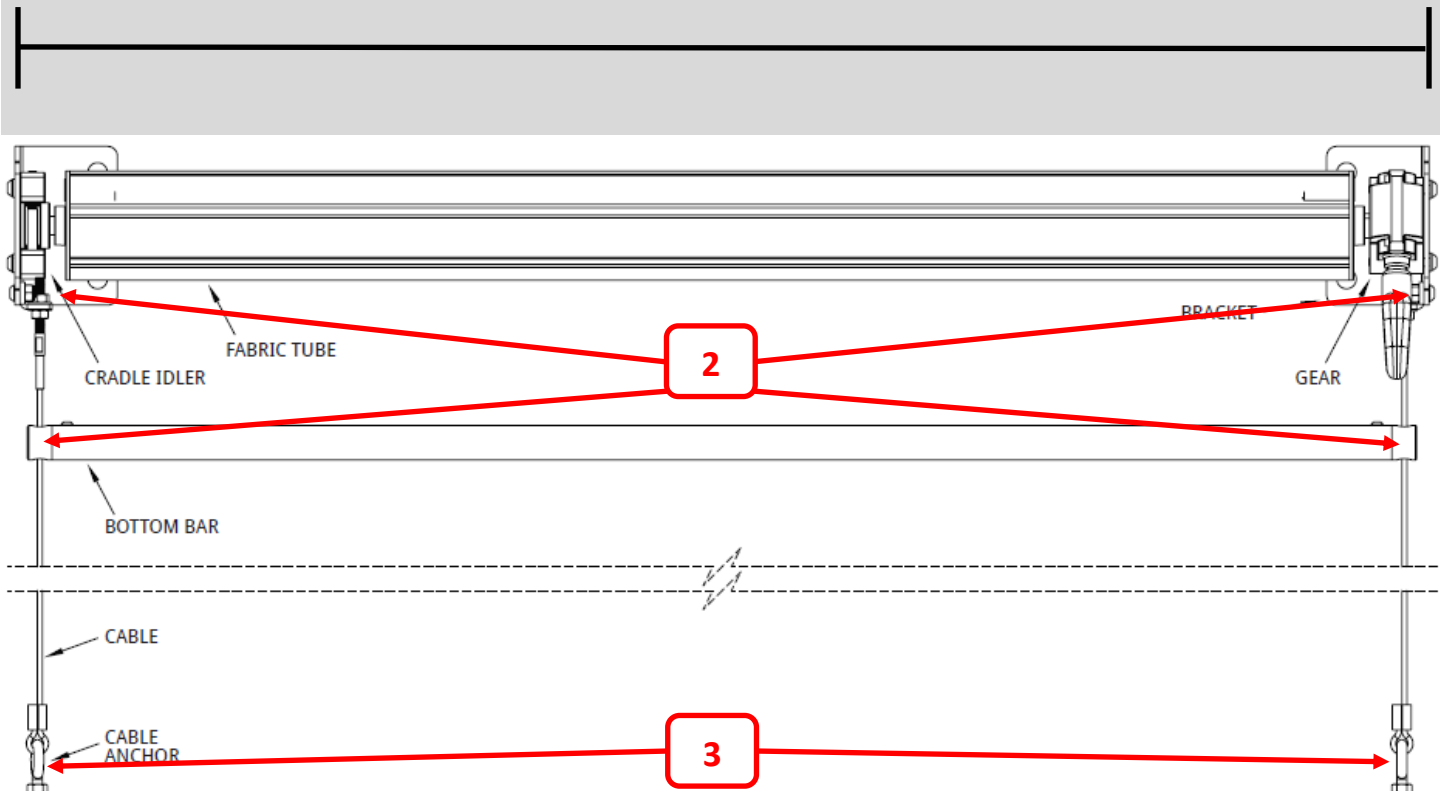 BRACKET
FABRIC TUBE
2
CRADLE IDLER
GEAR
BOTTOM BAR
CABLE
CABLE
ANCHOR
3